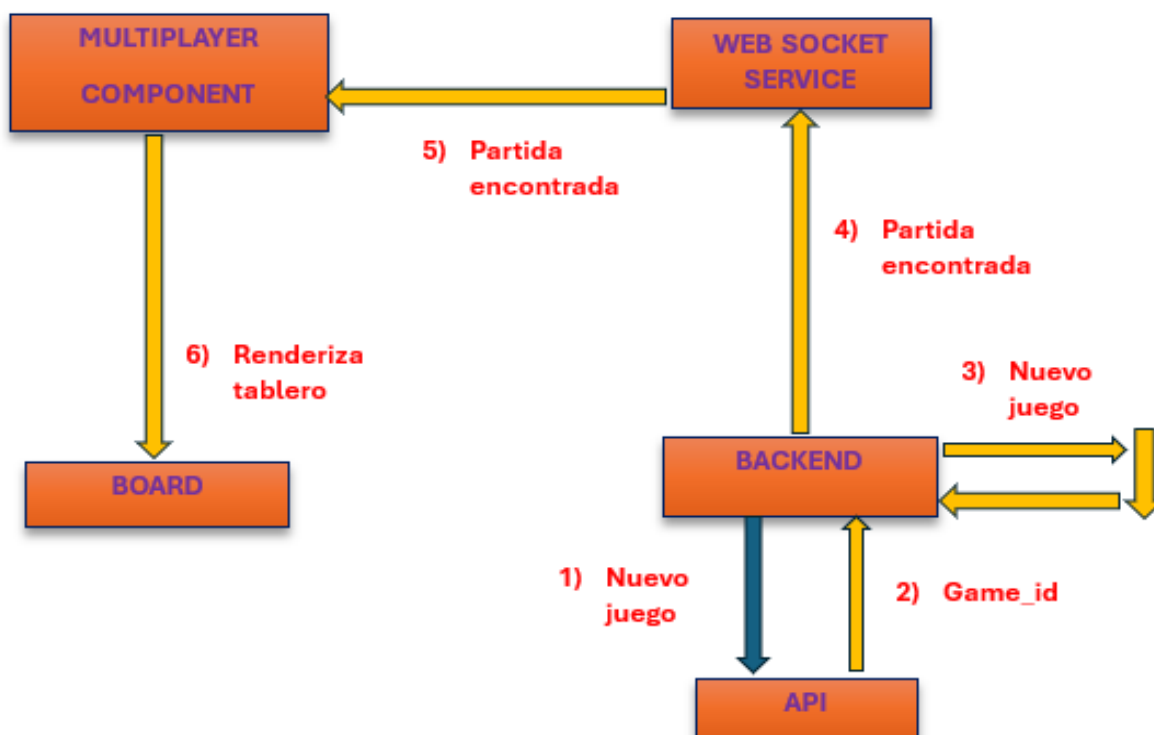 MULTIPLAYER
COMPONENT
WEB SOCKET
SERVICE
5) Partida
encontrada
4) Partida
encontrada
6) Renderiza
tablero
3) Nuevo
juego
BACKEND
BOARD
1) Nuevo
juego
2) Game_id
API